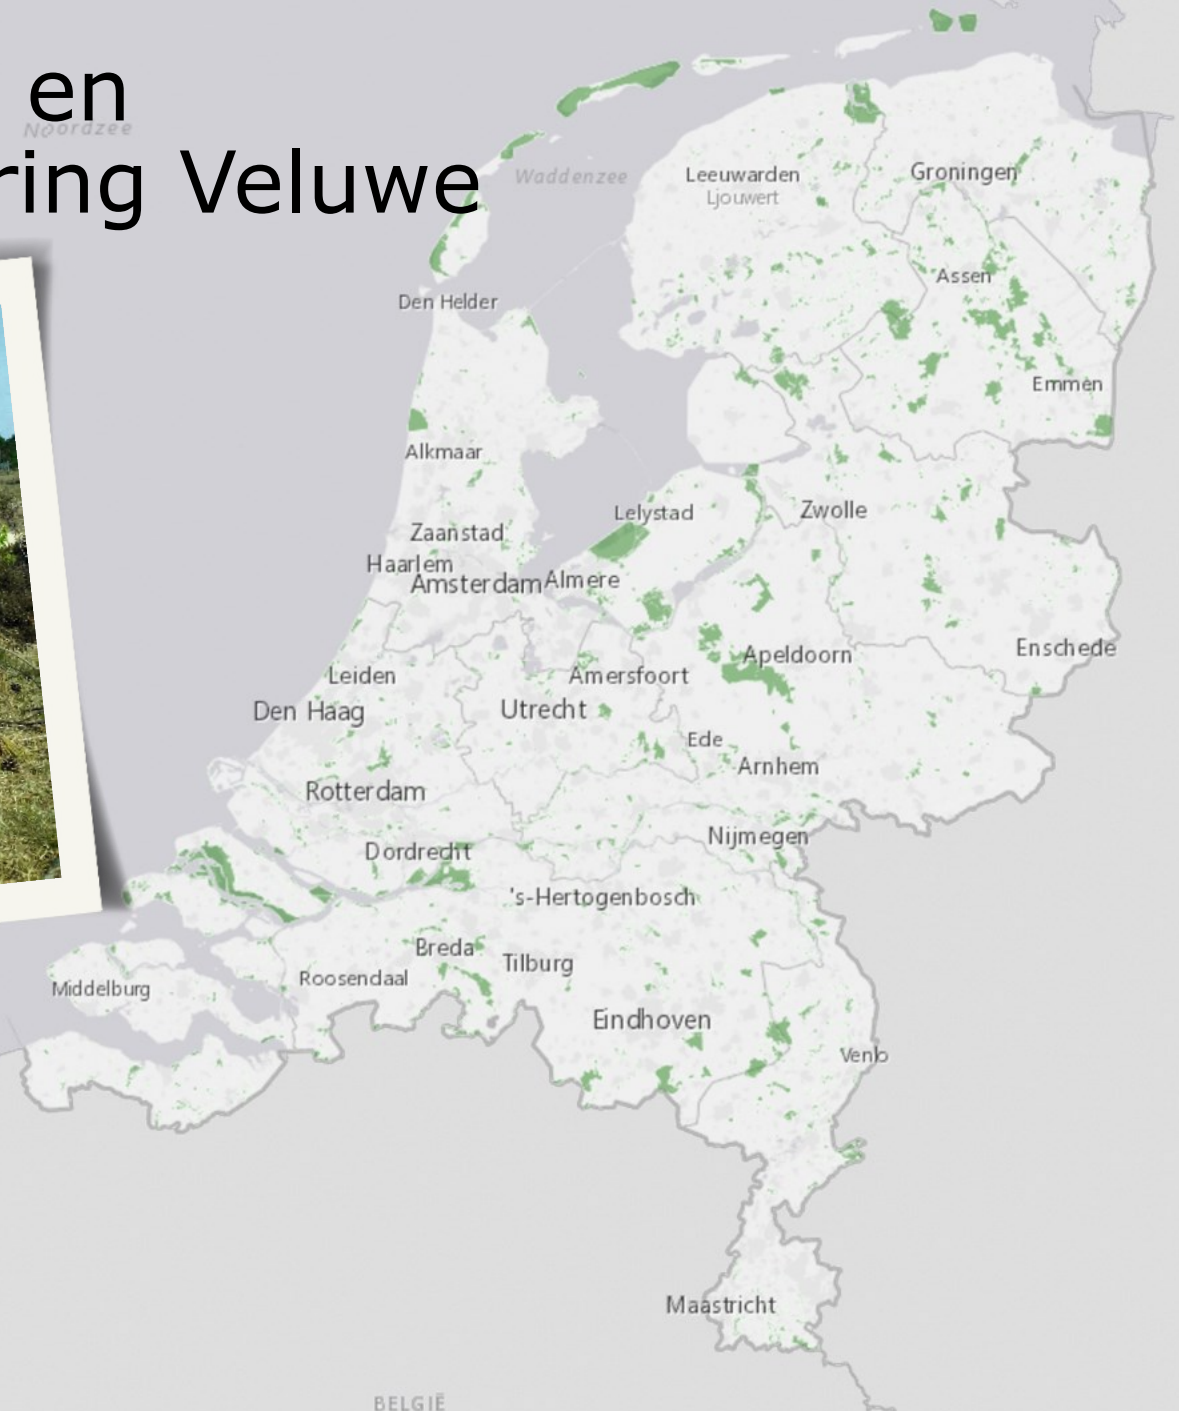 en
ring Veluwe
Noordzee
Waddenzee
Leeuwarden
Ljouwert
Groningen
Assen
Den Helder
Emmen
Alkmaar
Lelystad
Zwolle
Zaanstad
Haarlem
Amsterdam
Almere
Enschede
Apeldoorn
Leiden
Amersfoort
Den Haag
Utrecht
Ede
Arnhem
Rotterdam
Nijmegen
Dordrecht
's-Hertogenbosch
Breda
Tilburg
Roosendaal
Middelburg
Eindhoven
Venlo
Maastricht
BELGIË